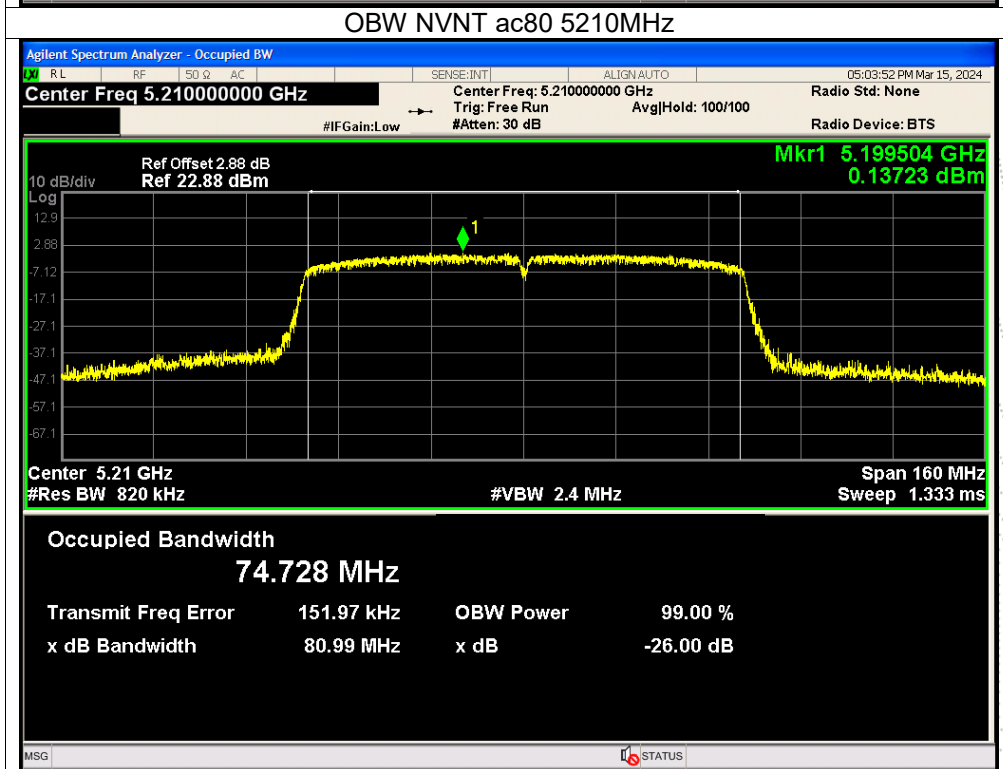 OBW NVNT ac80 5210MHz
Agilent Spectrum Analyzer - Occupied BW
LXI RL RF 50 Ω AC SENSE:INT ALIGN AUTO 05:03:52 PM Mar 15, 2024
Center Freq 5.210000000 GHz Center Freq: 5.210000000 GHz Radio Std: None
Trig: Free Run Avg|Hold: 100/100
#IFGain:Low #Atten: 30 dB Radio Device: BTS
Mkr1 5.199504 GHz
Ref Offset 2.88 dB
10 dB/div Ref 22.88 dBm 0.13723 dBm
Log
12.9
1
2.88
-7.12
-17.1
-27.1
-37.1
-47.1
-57.1
-67.1
Center 5.21 GHz Span 160 MHz
#Res BW 820 kHz #VBW 2.4 MHz Sweep 1.333 ms
Occupied Bandwidth
74.728 MHz
Transmit Freq Error 151.97 kHz OBW Power 99.00 %
x dB Bandwidth 80.99 MHz x dB -26.00 dB
MSG STATUS